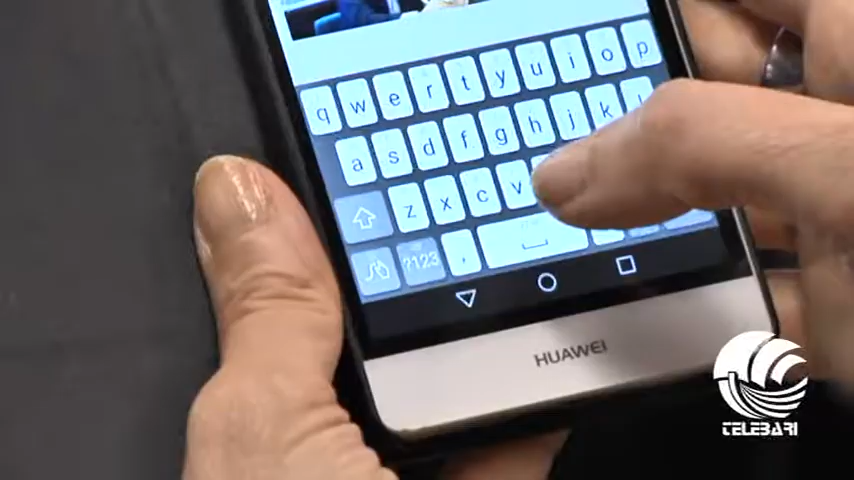 q w e r t y u i o p
a s d f g h j k l
z x c v
?123 ,
HUAWEI
TELEBARI